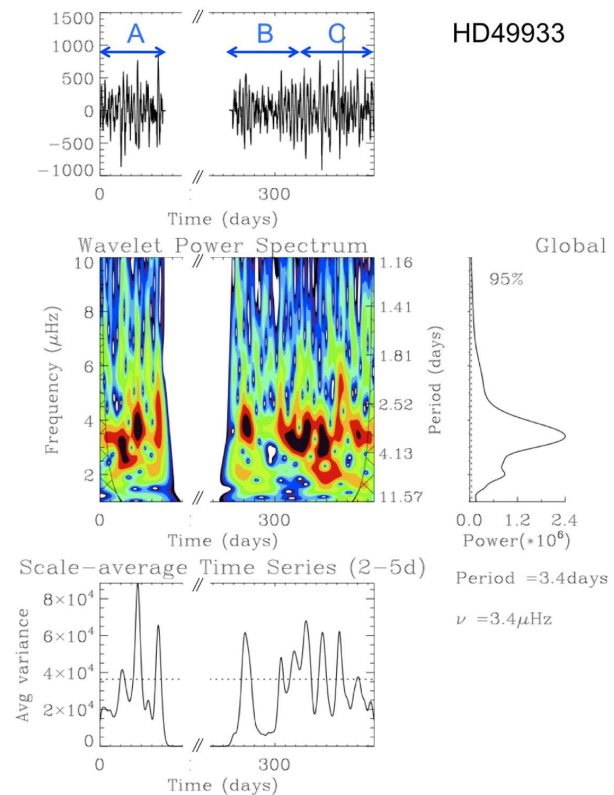 HD49933
A B C
1500
1000
500
0
-500
-1000
0 // 300
Time (days)
Wavelet Power Spectrum
Global
Frequency (μHz)
10
8
6
4
2
1.16
1.41
1.81
2.52
4.13
11.57
Period (days)
95%
0 // 300
Time (days)
0.0 1.2 2.4
Power(*10⁶)
Scale-average Time Series (2-5d)
Period =3.4days
ν =3.4μHz
Avg variance
8×10⁴
6×10⁴
4×10⁴
2×10⁴
0
0 // 300
Time (days)